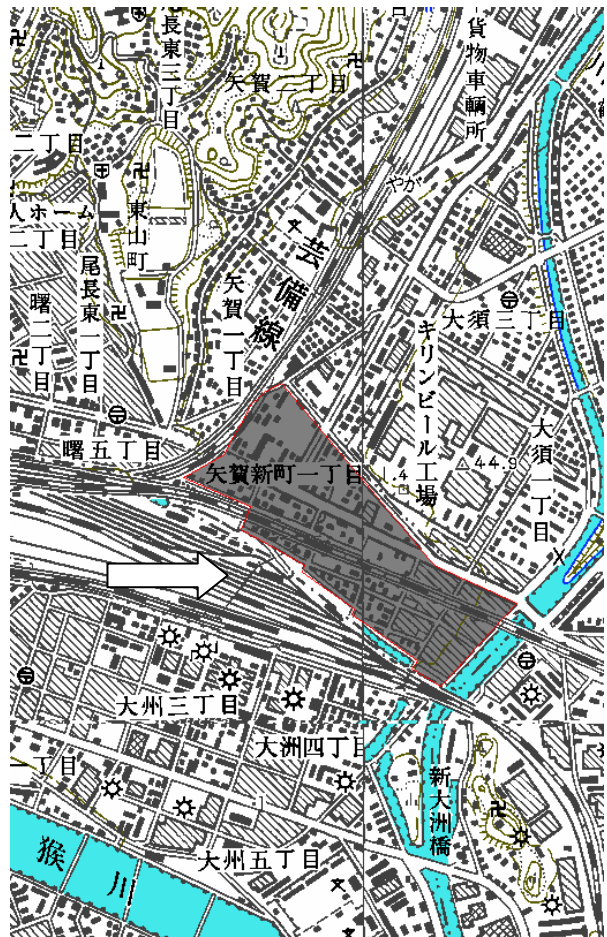 貨物車輌所
尾長東三丁目
矢賀二丁目
二丁目
やが
東山町
人ホーム
二丁目
芸備線
尾長東一丁目
曙二丁目
矢賀一丁目
大須三丁目
キリンビール工場
大須一丁目
曙五丁目
矢賀新町一丁目
1.4
44.9
大州三丁目
大洲四丁目
丁目
新大洲橋
大州五丁目
猴川